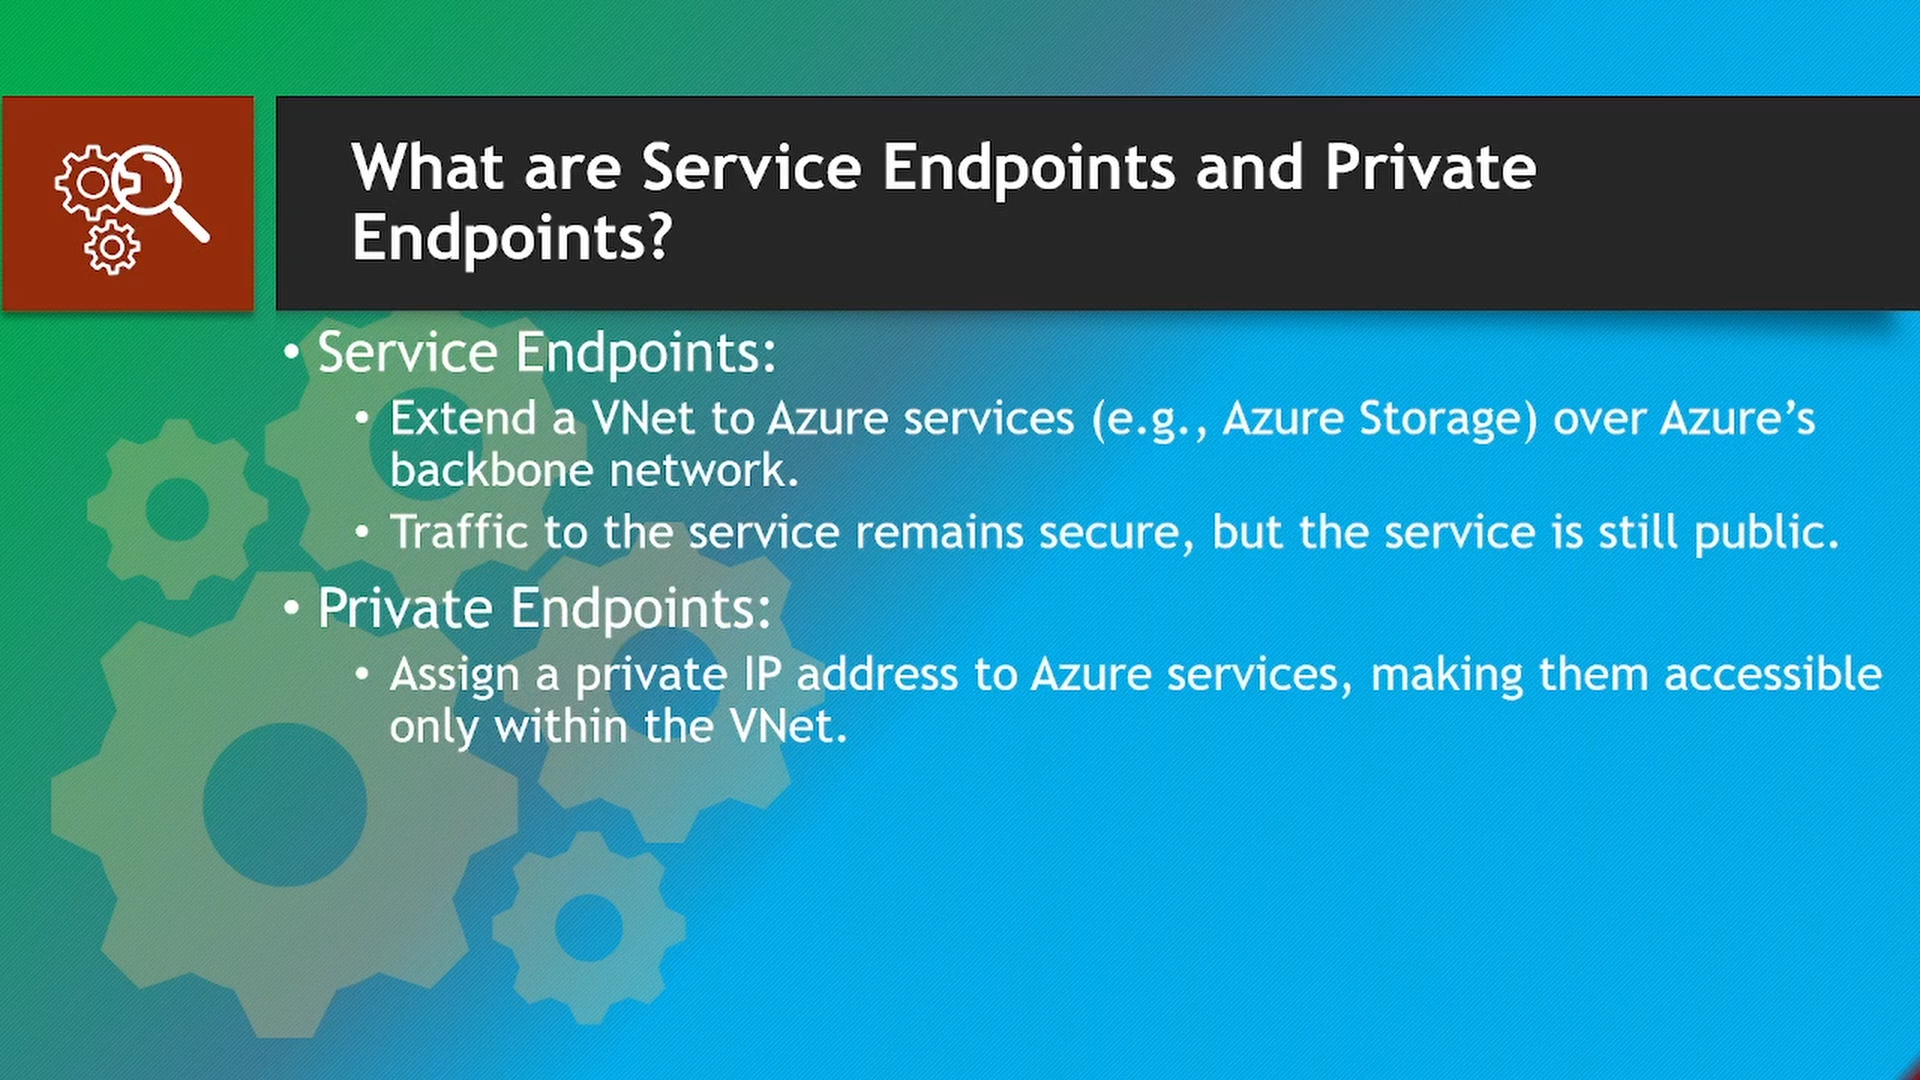 What are Service Endpoints and Private
Endpoints?
• Service Endpoints:
• Extend a VNet to Azure services (e.g., Azure Storage) over Azure’s
backbone network.
• Traffic to the service remains secure, but the service is still public.
• Private Endpoints:
• Assign a private IP address to Azure services, making them accessible
only within the VNet.